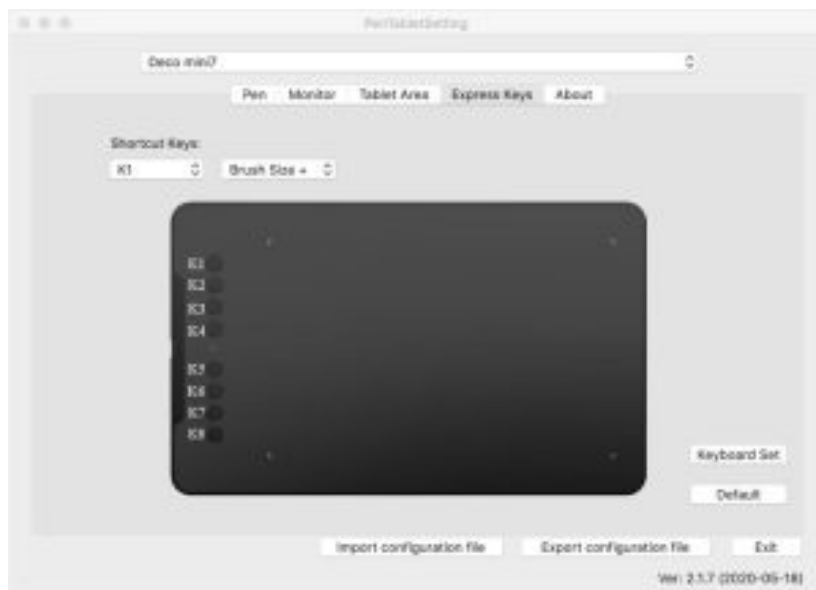 PenTabletSetting
Deco mini7
Pen Monitor Tablet Area Express Keys About
Shortcut Keys:
K1 Brush Size +
K1
K2
K3
K4
K5
K6
K7
K8
Keyboard Set
Default
Import configuration file Export configuration file Exit
Ver: 2.1.7 (2020-05-18)